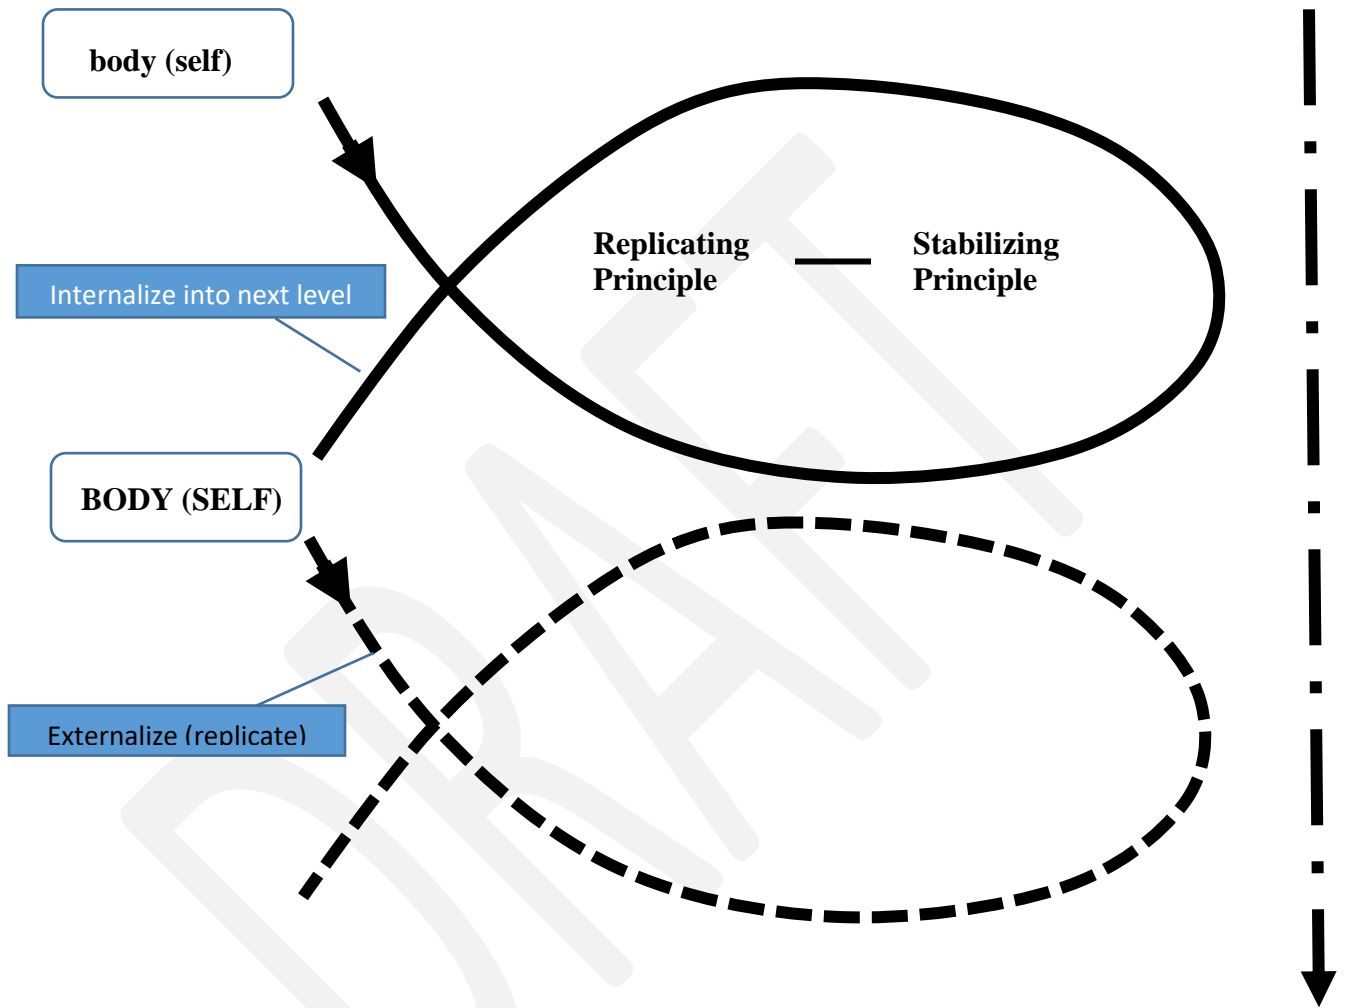 body (self)
Replicating
Principle
Stabilizing
Principle
Internalize into next level
BODY (SELF)
Externalize (replicate)
DRAFT